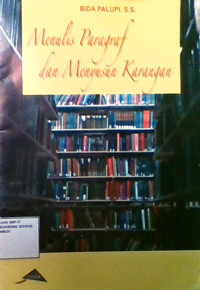 BIDA PALUPI, S.S.
Menulis Paragraf
dan Menyusun Karangan